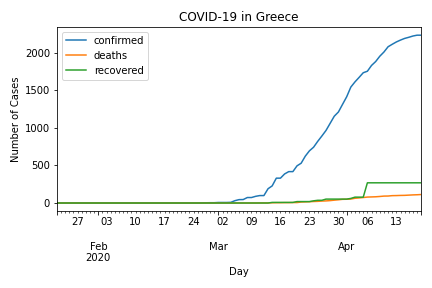 COVID-19 in Greece
confirmed
deaths
recovered
Number of Cases
2000
1500
1000
500
0
27 03 10 17 24 02 09 16 23 30 06 13
Feb Mar Apr
2020
Day